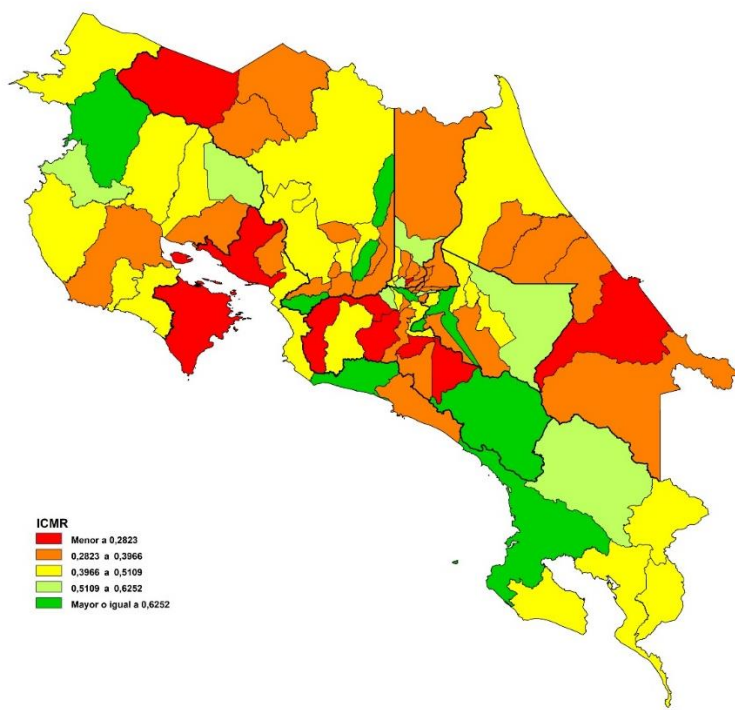 ICMR
Menor a 0,2823
0,2823 a 0,3966
0,3966 a 0,5109
0,5109 a 0,6252
Mayor o igual a 0,6252